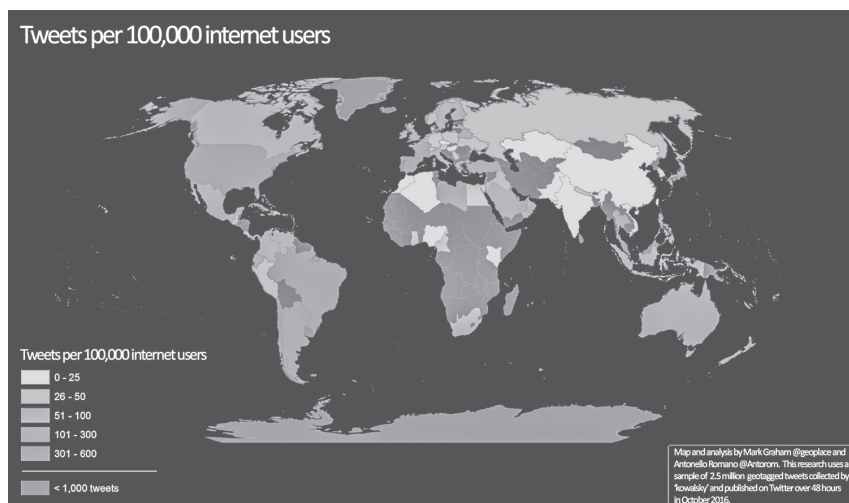 Tweets per 100,000 internet users
Tweets per 100,000 internet users
0 - 25
26 - 50
51 - 100
101 - 300
301 - 600
< 1,000 tweets
Map and analysis by Mark Graham @geoplace and
Antonello Romano @Antorom. This research uses a
sample of 2.5 million geotagged tweets collected by
'kowalsky' and published on Twitter over 48 hours
in October 2016.